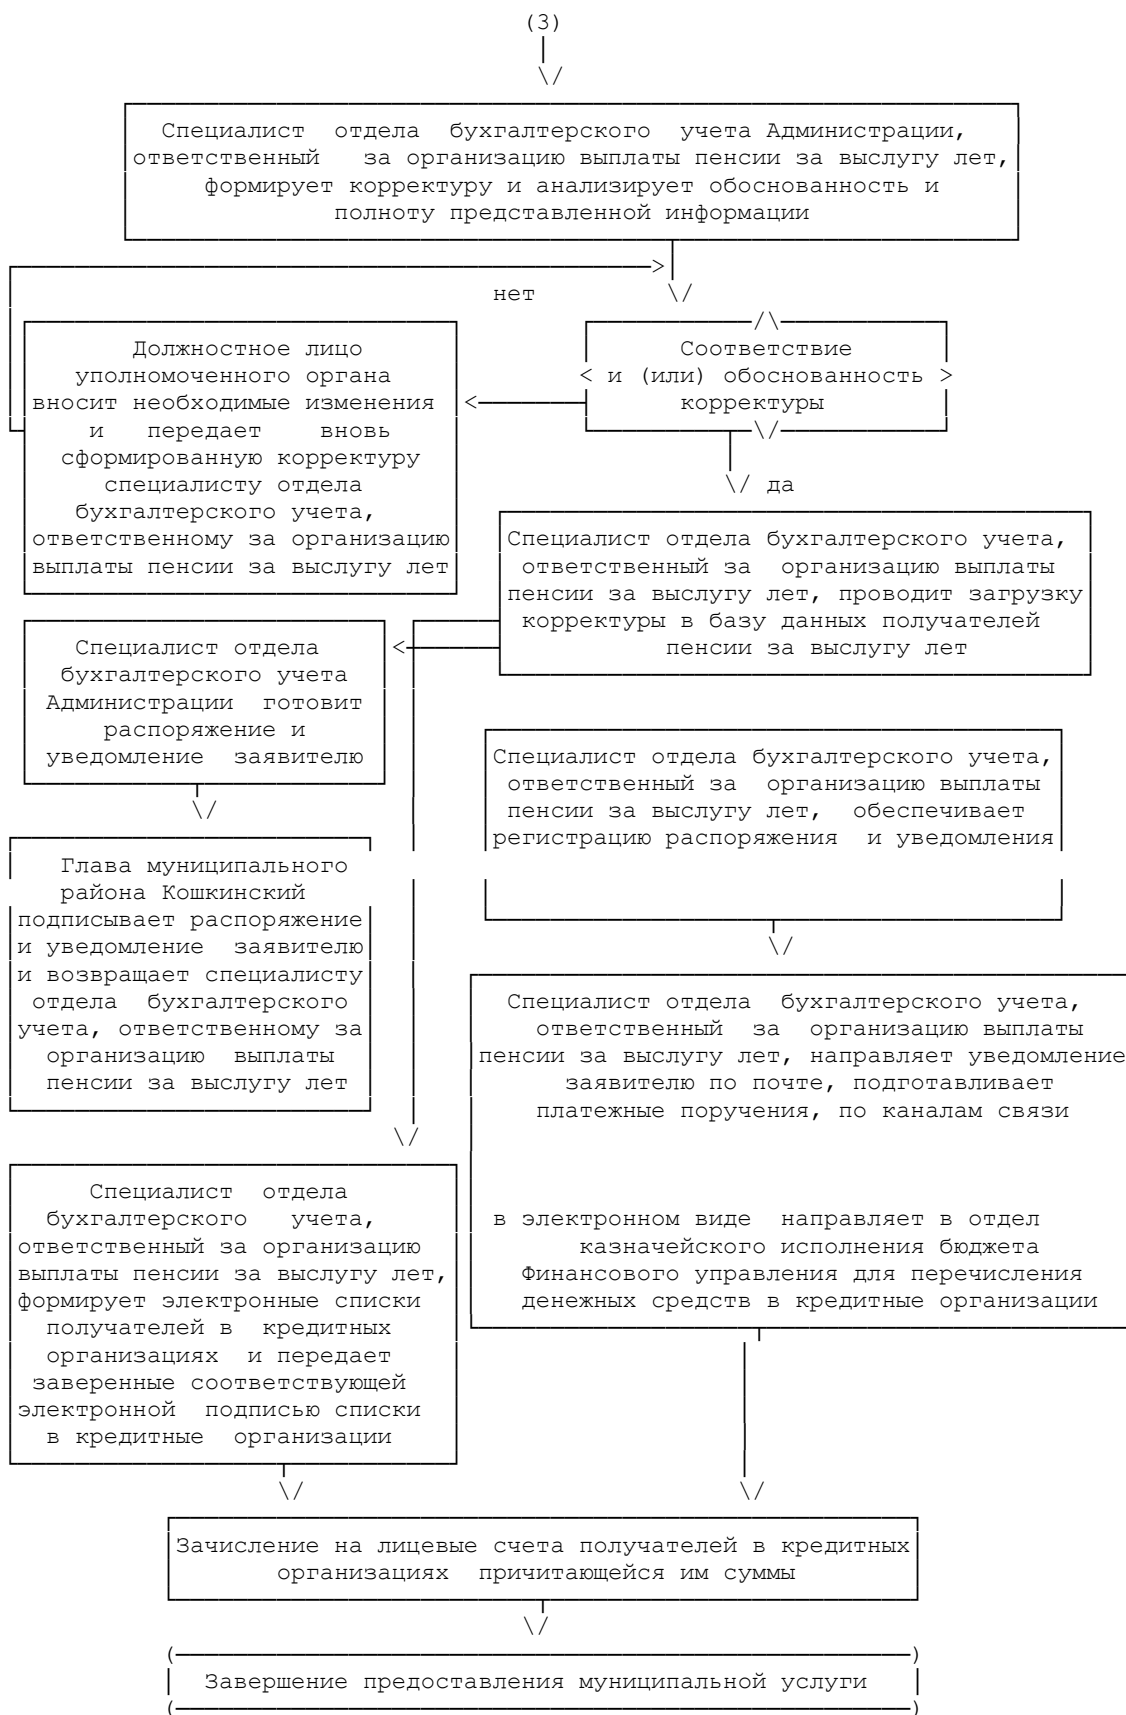 (3)
Специалист отдела бухгалтерского учета Администрации,
ответственный за организацию выплаты пенсии за выслугу лет,
формирует корректуру и анализирует обоснованность и
полноту представленной информации
нет
Соответствие
< и (или) обоснованность >
корректуры
Должностное лицо
уполномоченного органа
вносит необходимые изменения
и передает вновь
сформированную корректуру
специалисту отдела
бухгалтерского учета,
ответственному за организацию
выплаты пенсии за выслугу лет
да
Специалист отдела бухгалтерского учета,
ответственный за организацию выплаты
пенсии за выслугу лет, проводит загрузку
корректуры в базу данных получателей
пенсии за выслугу лет
Специалист отдела
бухгалтерского учета
Администрации готовит
распоряжение и
уведомление заявителю
Специалист отдела бухгалтерского учета,
ответственный за организацию выплаты
пенсии за выслугу лет, обеспечивает
регистрацию распоряжения и уведомления
Глава муниципального
района Кошкинский
подписывает распоряжение
и уведомление заявителю
и возвращает специалисту
отдела бухгалтерского
учета, ответственному за
организацию выплаты
пенсии за выслугу лет
Специалист отдела бухгалтерского учета,
ответственный за организацию выплаты
пенсии за выслугу лет, направляет уведомление
заявителю по почте, подготавливает
платежные поручения, по каналам связи
в электронном виде направляет в отдел
казначейского исполнения бюджета
Финансового управления для перечисления
денежных средств в кредитные организации
Специалист отдела
бухгалтерского учета,
ответственный за организацию
выплаты пенсии за выслугу лет,
формирует электронные списки
получателей в кредитных
организациях и передает
заверенные соответствующей
электронной подписью списки
в кредитные организации
Зачисление на лицевые счета получателей в кредитных
организациях причитающейся им суммы
Завершение предоставления муниципальной услуги